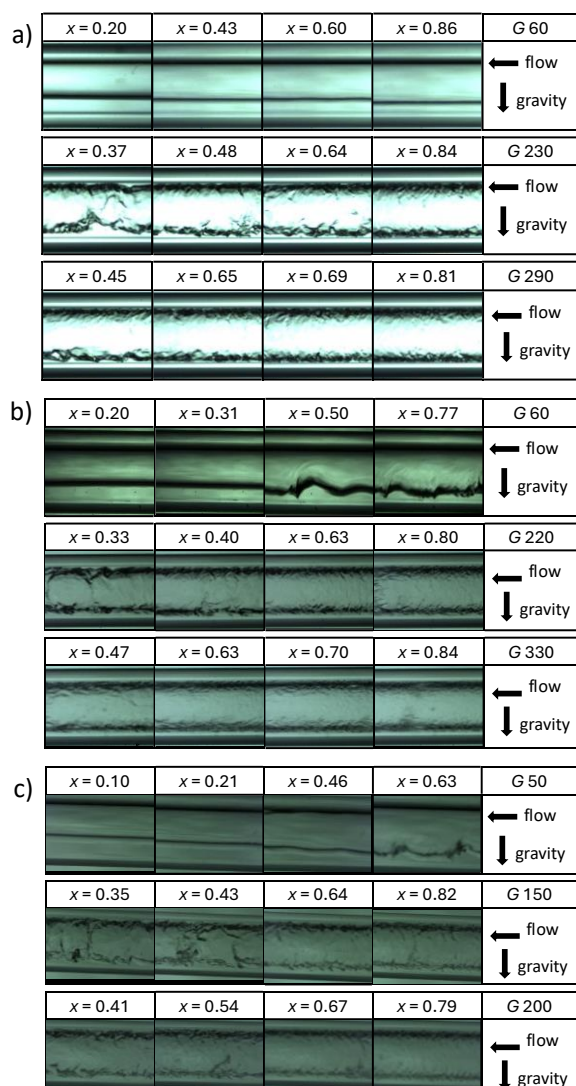 a)
x = 0.20 x = 0.43 x = 0.60 x = 0.86 G 60
flow
gravity
x = 0.37 x = 0.48 x = 0.64 x = 0.84 G 230
flow
gravity
x = 0.45 x = 0.65 x = 0.69 x = 0.81 G 290
flow
gravity
b)
x = 0.20 x = 0.31 x = 0.50 x = 0.77 G 60
flow
gravity
x = 0.33 x = 0.40 x = 0.63 x = 0.80 G 220
flow
gravity
x = 0.47 x = 0.63 x = 0.70 x = 0.84 G 330
flow
gravity
c)
x = 0.10 x = 0.21 x = 0.46 x = 0.63 G 50
flow
gravity
x = 0.35 x = 0.43 x = 0.64 x = 0.82 G 150
flow
gravity
x = 0.41 x = 0.54 x = 0.67 x = 0.79 G 200
flow
gravity